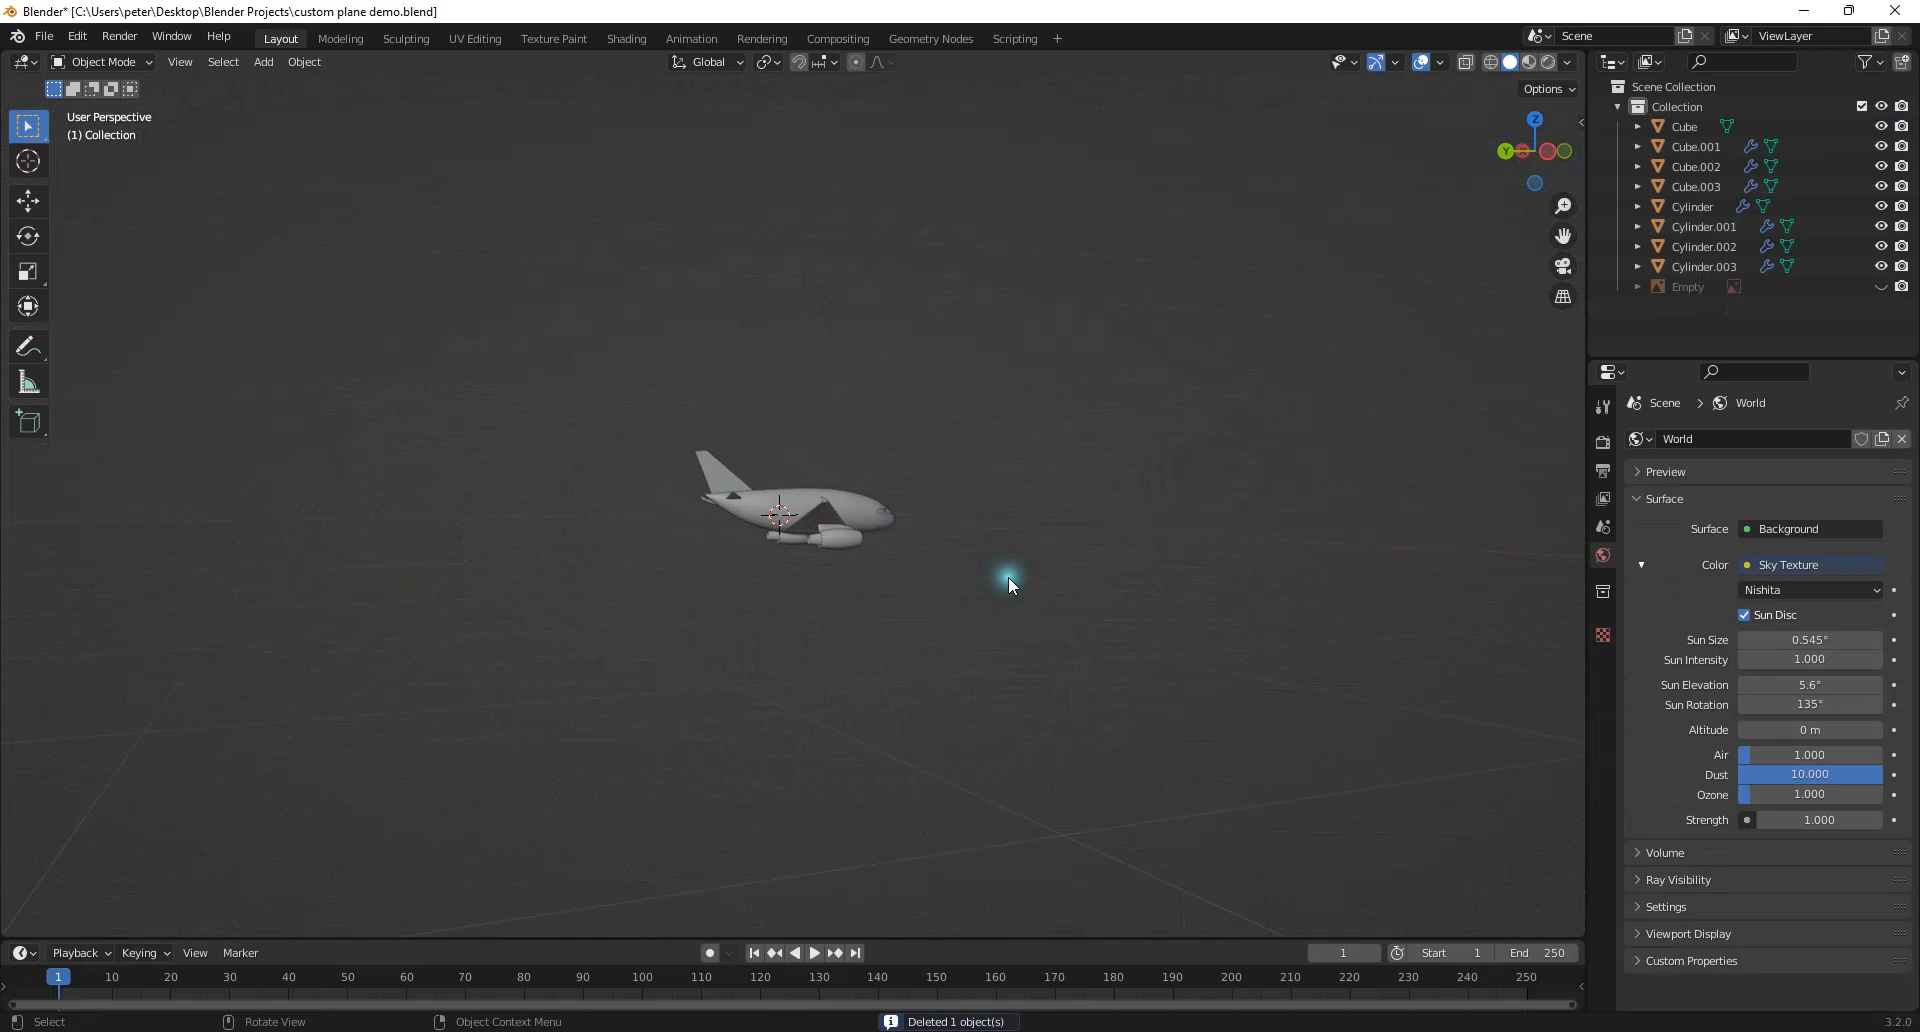 Blender* [C:\Users\peter\Desktop\Blender Projects\custom plane demo.blend]
File Edit Render Window Help Layout Modeling Sculpting UV Editing Texture Paint Shading Animation Rendering Compositing Geometry Nodes Scripting + Scene ViewLayer
Object Mode View Select Add Object Global
Options
User Perspective
(1) Collection
Z
Y
Scene Collection
Collection
Cube
Cube.001
Cube.002
Cube.003
Cylinder
Cylinder.001
Cylinder.002
Cylinder.003
Empty
Scene > World
World
Preview
Surface
Surface Background
Color Sky Texture
Nishita
Sun Disc
Sun Size 0.545°
Sun Intensity 1.000
Sun Elevation 5.6°
Sun Rotation 135°
Altitude 0 m
Air 1.000
Dust 10.000
Ozone 1.000
Strength 1.000
Volume
Ray Visibility
Settings
Viewport Display
Custom Properties
Playback Keying View Marker 1 Start 1 End 250
1 10 20 30 40 50 60 70 80 90 100 110 120 130 140 150 160 170 180 190 200 210 220 230 240 250
Select Rotate View Object Context Menu Deleted 1 object(s) 3.2.0